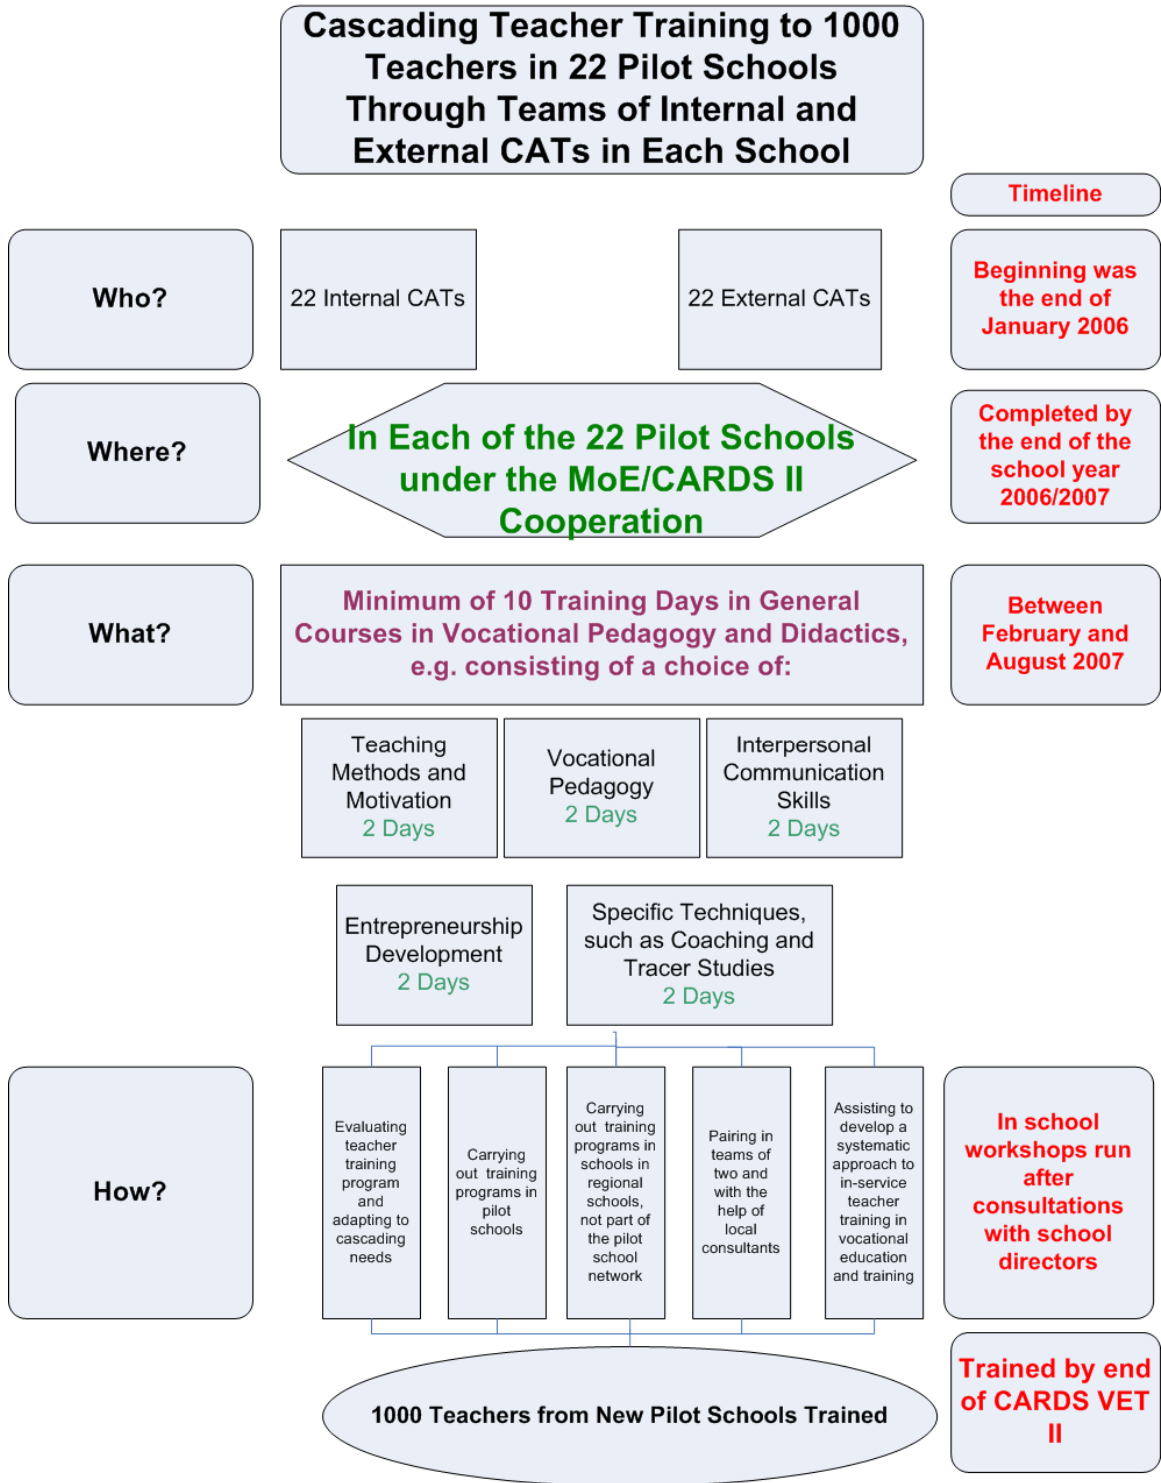 Cascading Teacher Training to 1000
Teachers in 22 Pilot Schools
Through Teams of Internal and
External CATs in Each School
Timeline
Who?
22 Internal CATs
22 External CATs
Beginning was
the end of
January 2006
Where?
In Each of the 22 Pilot Schools
under the MoE/CARDS II
Cooperation
Completed by
the end of the
school year
2006/2007
What?
Minimum of 10 Training Days in General
Courses in Vocational Pedagogy and Didactics,
e.g. consisting of a choice of:
Between
February and
August 2007
Teaching
Methods and
Motivation
2 Days
Vocational
Pedagogy
2 Days
Interpersonal
Communication
Skills
2 Days
Entrepreneurship
Development
2 Days
Specific Techniques,
such as Coaching and
Tracer Studies
2 Days
How?
Evaluating
teacher
training
program
and
adapting to
cascading
needs
Carrying
out training
programs in
pilot
schools
Carrying
out training
programs in
schools in
regional
schools,
not part of
the pilot
school
network
Pairing in
teams of
two and
with the
help of
local
consultants
Assisting to
develop a
systematic
approach to
in-service
teacher
training in
vocational
education
and training
In school
workshops run
after
consultations
with school
directors
1000 Teachers from New Pilot Schools Trained
Trained by end
of CARDS VET
II